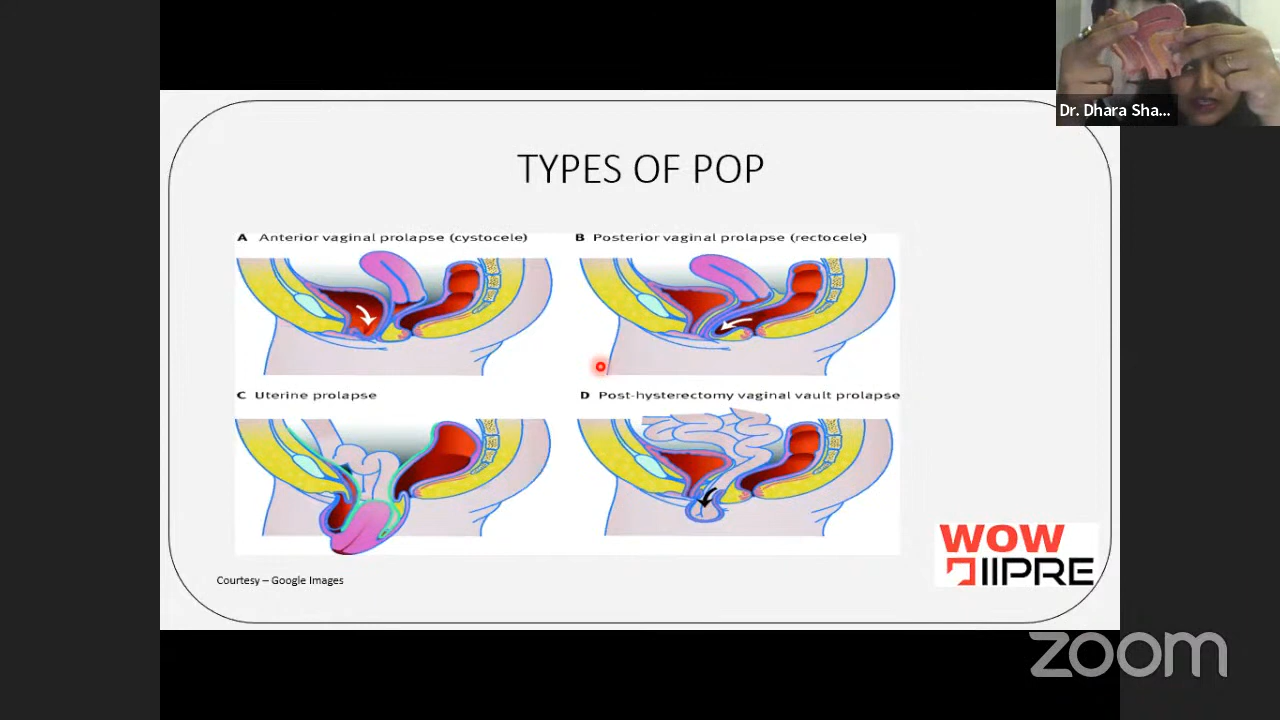 Dr. Dhara Sha...
TYPES OF POP
A Anterior vaginal prolapse (cystocele)
B Posterior vaginal prolapse (rectocele)
C Uterine prolapse
D Post-hysterectomy vaginal vault prolapse
Courtesy – Google Images
WOW
IIPRE
zoom